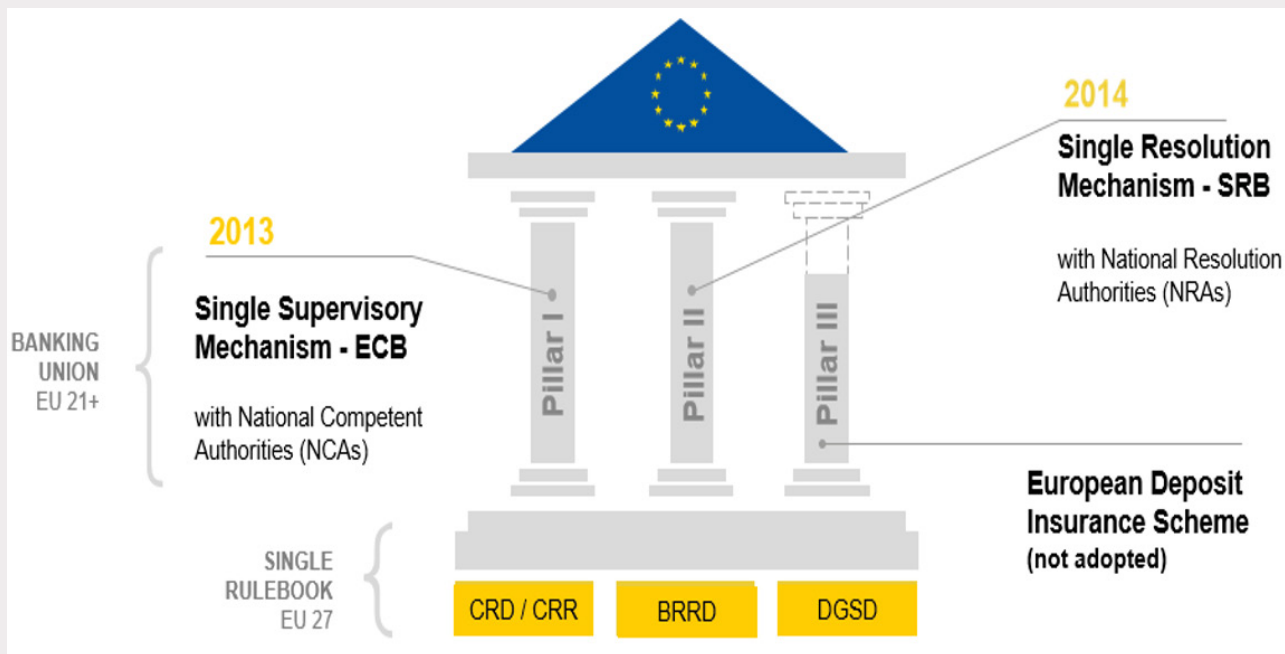 2013
Single Supervisory
Mechanism - ECB
with National Competent
Authorities (NCAs)
2014
Single Resolution
Mechanism - SRB
with National Resolution
Authorities (NRAs)
Pillar I
Pillar II
Pillar III
European Deposit
Insurance Scheme
(not adopted)
BANKING
UNION
EU 21+
SINGLE
RULEBOOK
EU 27
CRD / CRR
BRRD
DGSD